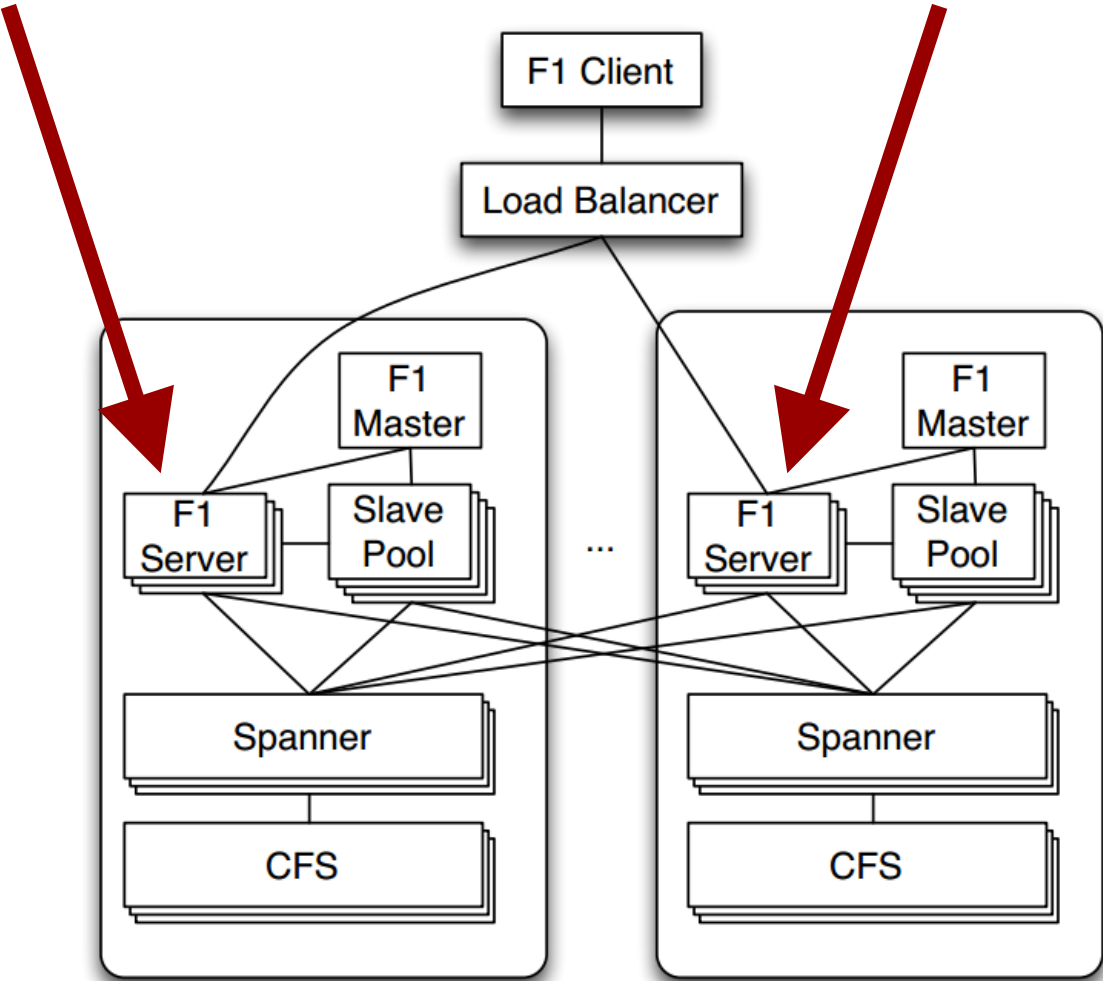 F1 Client
Load Balancer
F1
Master
F1
Server
Slave
Pool
Spanner
CFS
...
F1
Master
F1
Server
Slave
Pool
Spanner
CFS